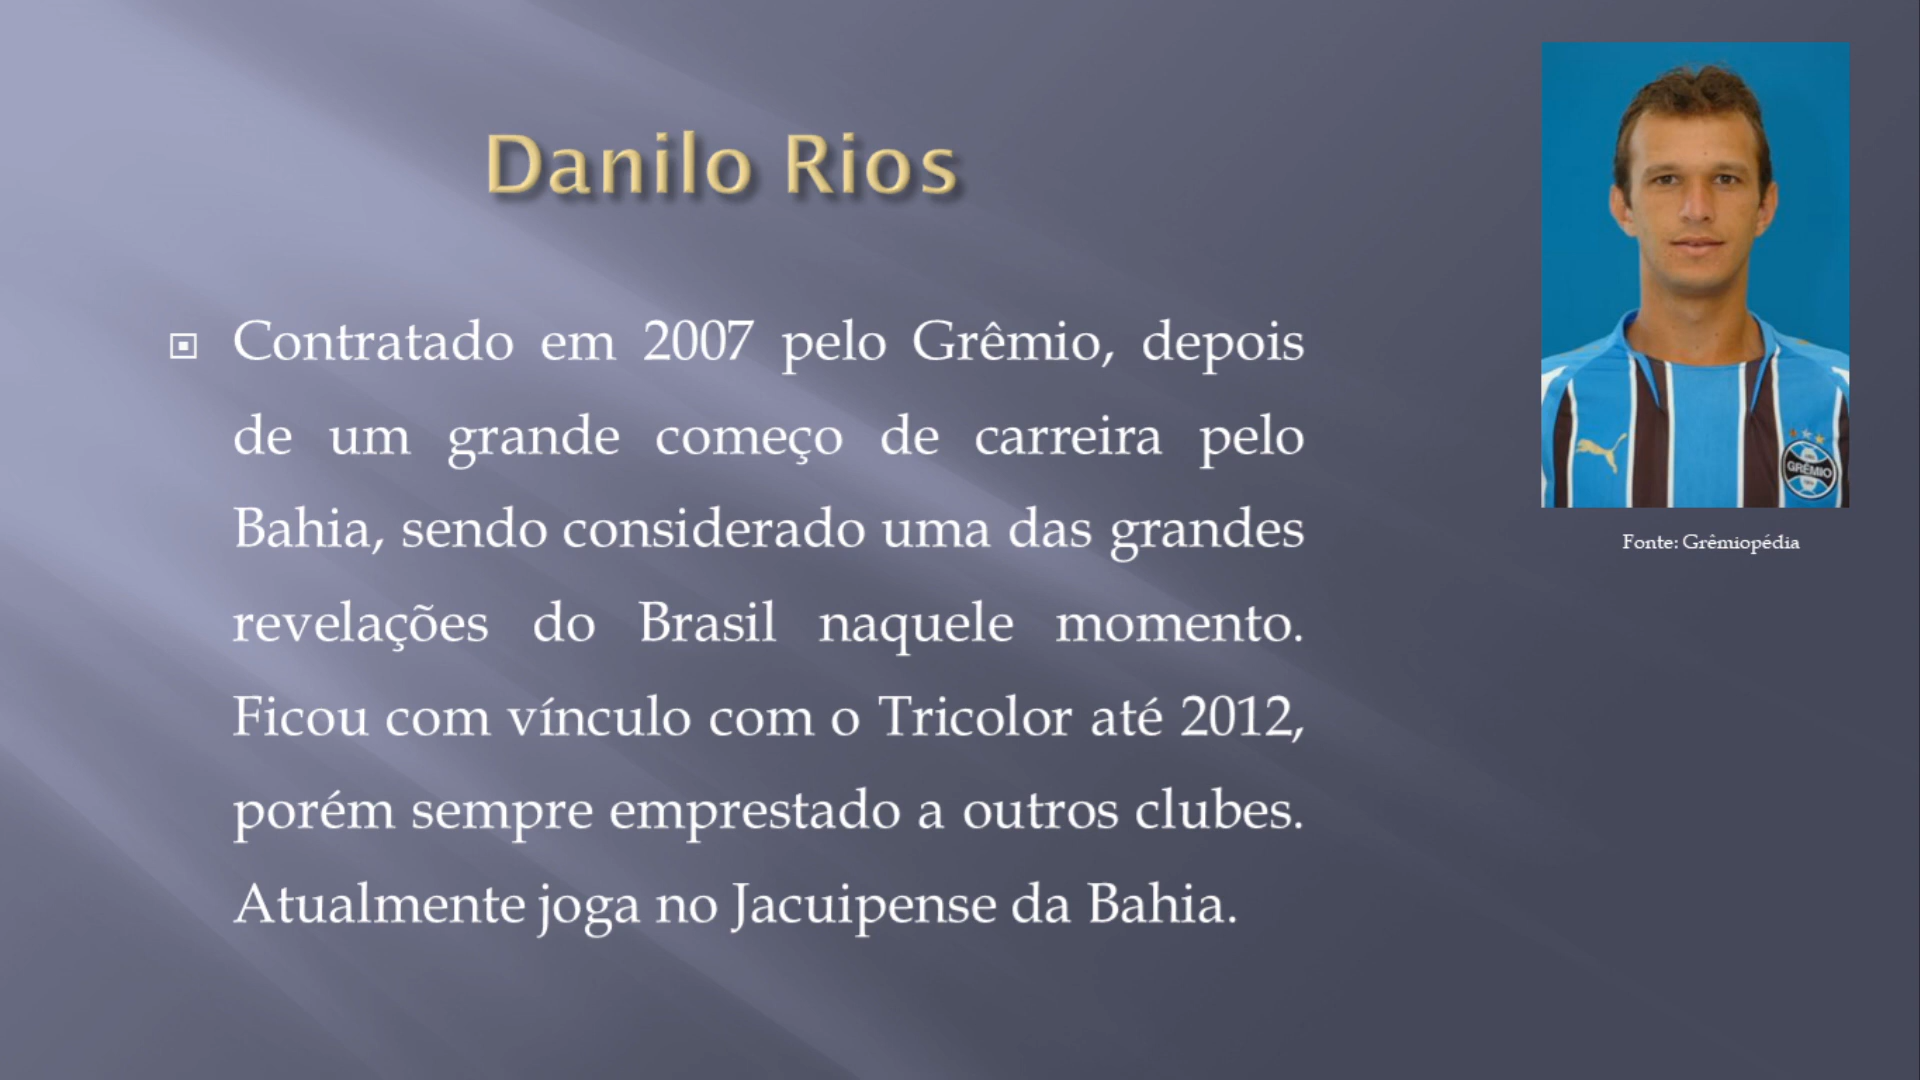 Danilo Rios
Contratado em 2007 pelo Grêmio, depois
de um grande começo de carreira pelo
Bahia, sendo considerado uma das grandes
revelações do Brasil naquele momento.
Ficou com vínculo com o Tricolor até 2012,
porém sempre emprestado a outros clubes.
Atualmente joga no Jacuipense da Bahia.
GRÊMIO
Fonte: Grêmiopédia